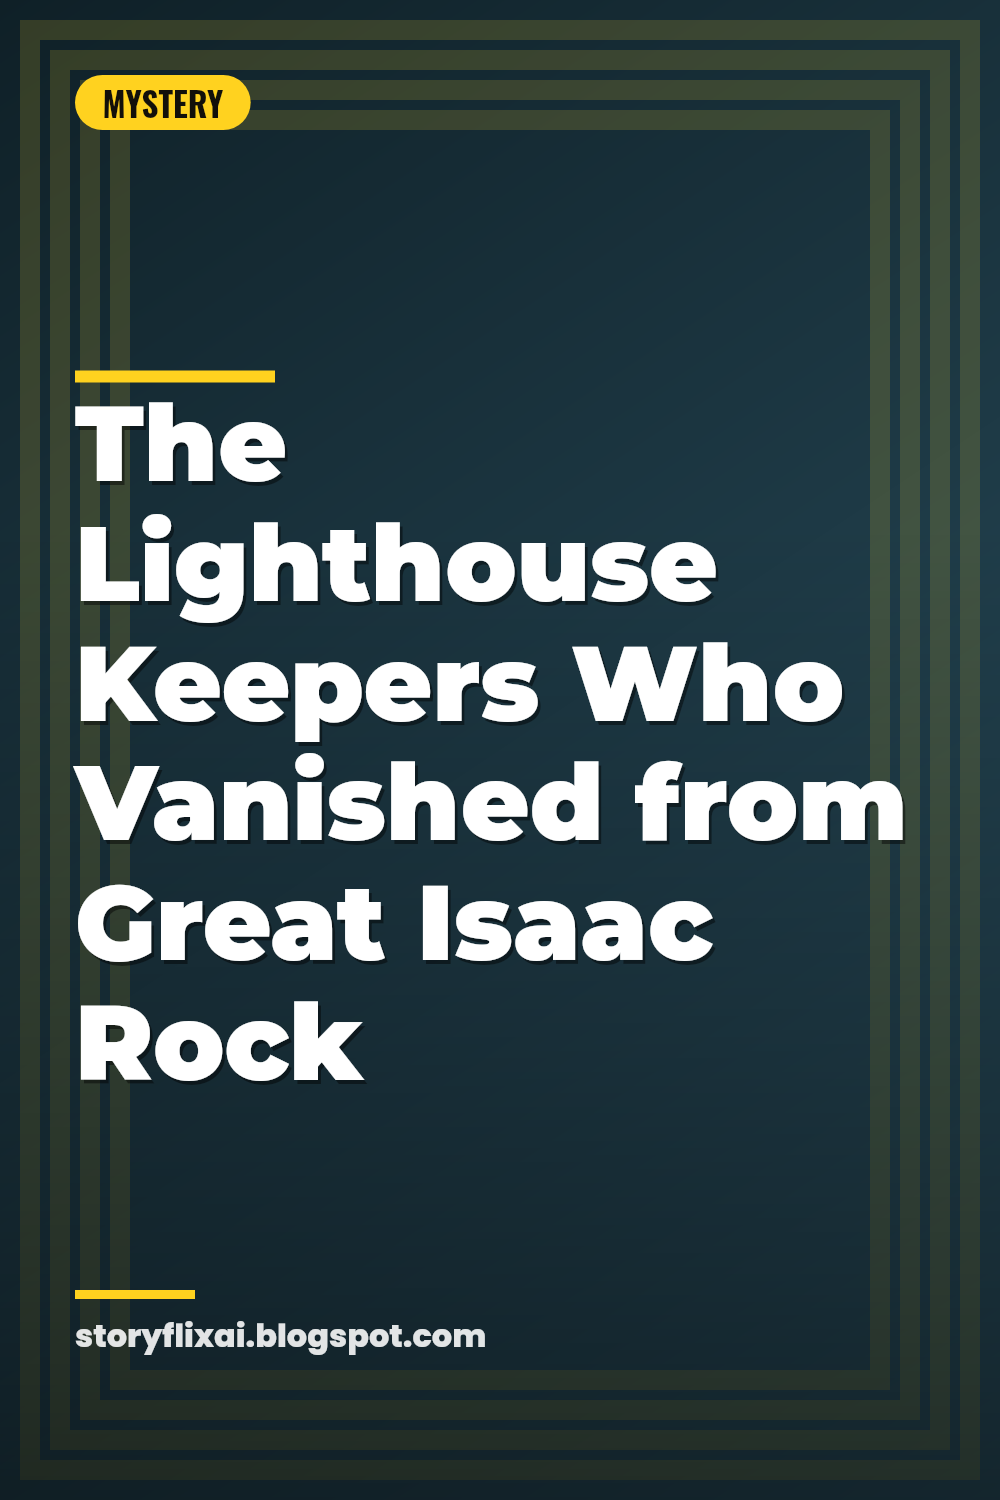 MYSTERY
The
Lighthouse
Keepers Who
Vanished from
Great Isaac
Rock
storyflixai.blogspot.com